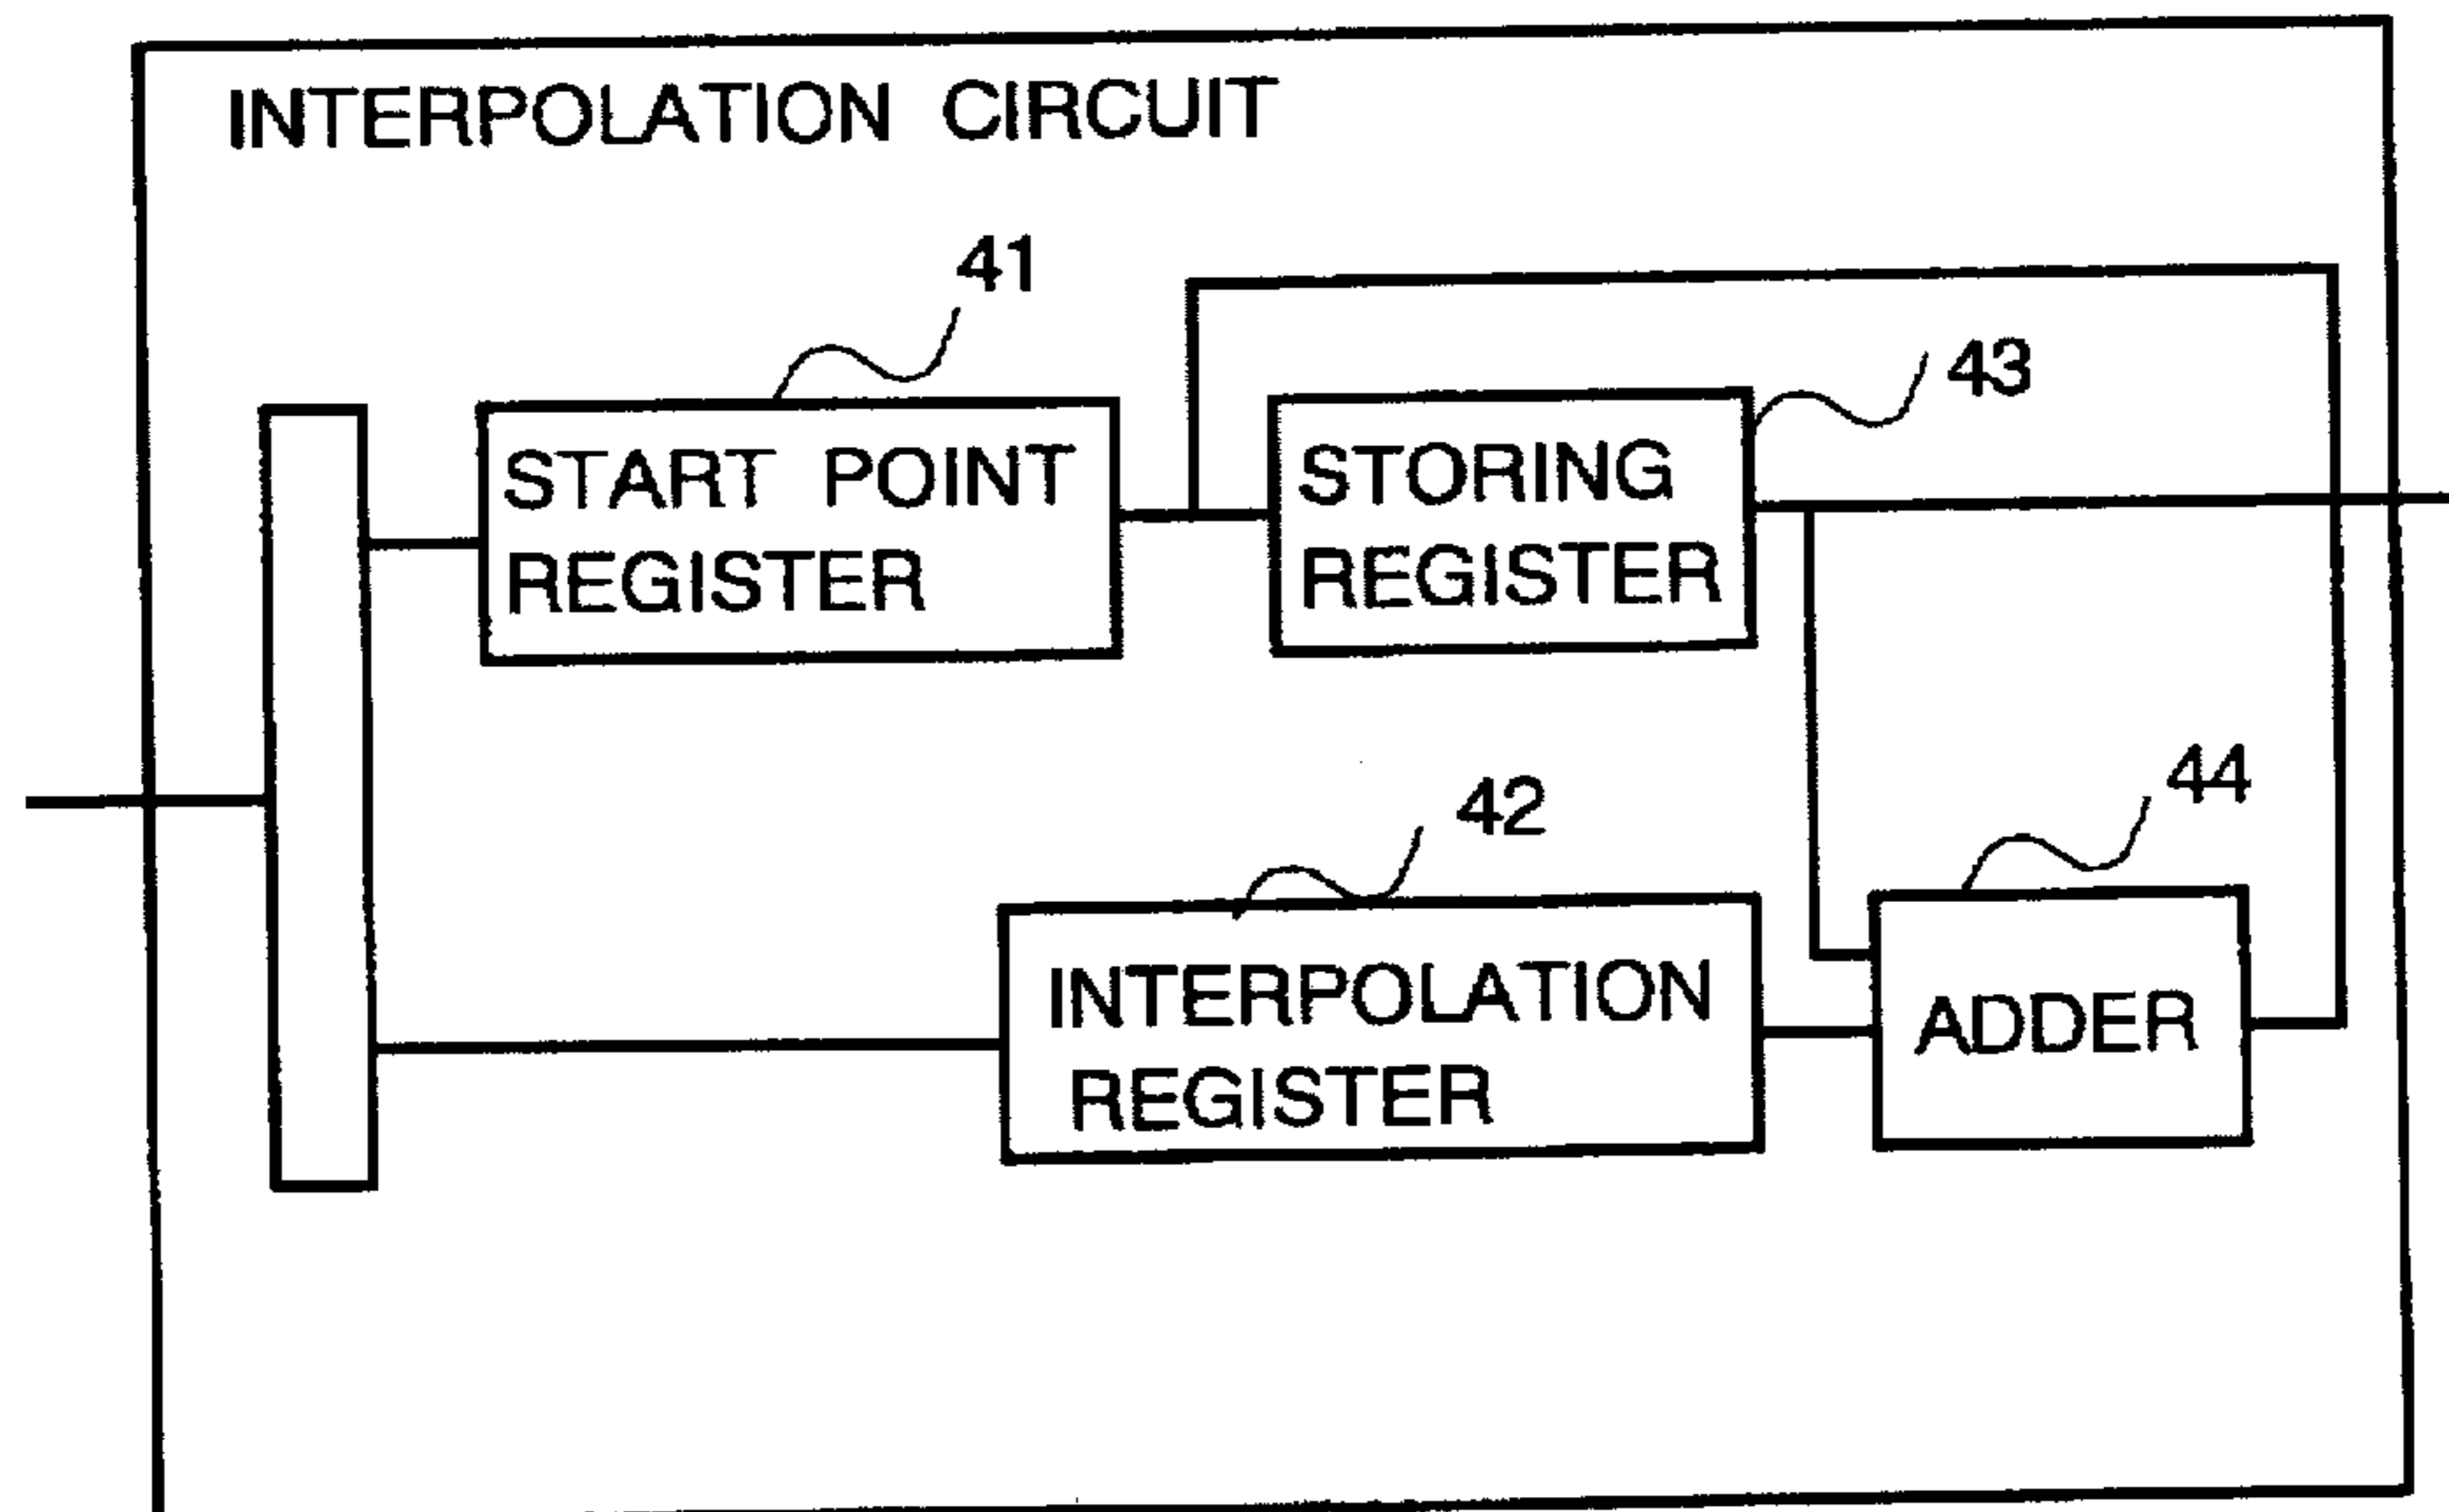 INTERPOLATION CIRCUIT
41
43
START POINT
REGISTER
STORING
REGISTER
42
44
INTERPOLATION
REGISTER
ADDER